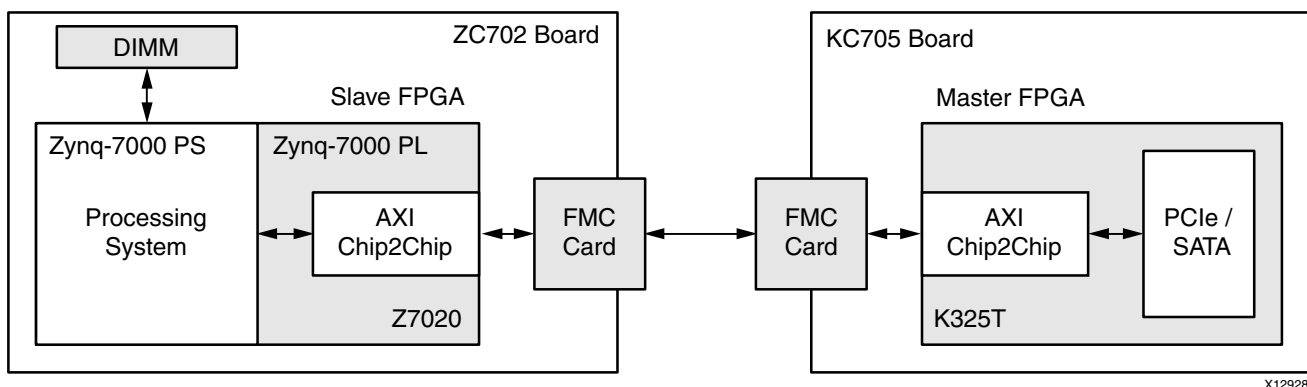 ZC702 Board
DIMM
Slave FPGA
Zynq-7000 PS
Zynq-7000 PL
Processing
System
AXI
Chip2Chip
Z7020
FMC
Card
KC705 Board
Master FPGA
FMC
Card
AXI
Chip2Chip
PCIe /
SATA
K325T
X12928